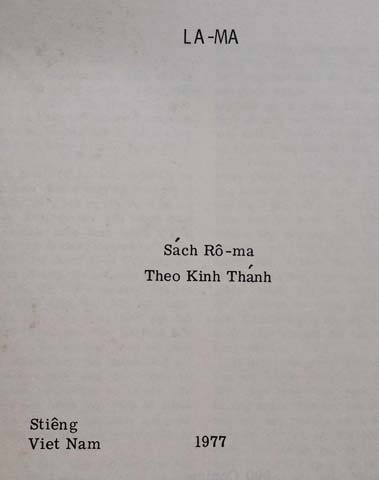 LA-MA
Sách Rô-ma
Theo Kinh Thánh
Stiêng
Viet Nam 1977